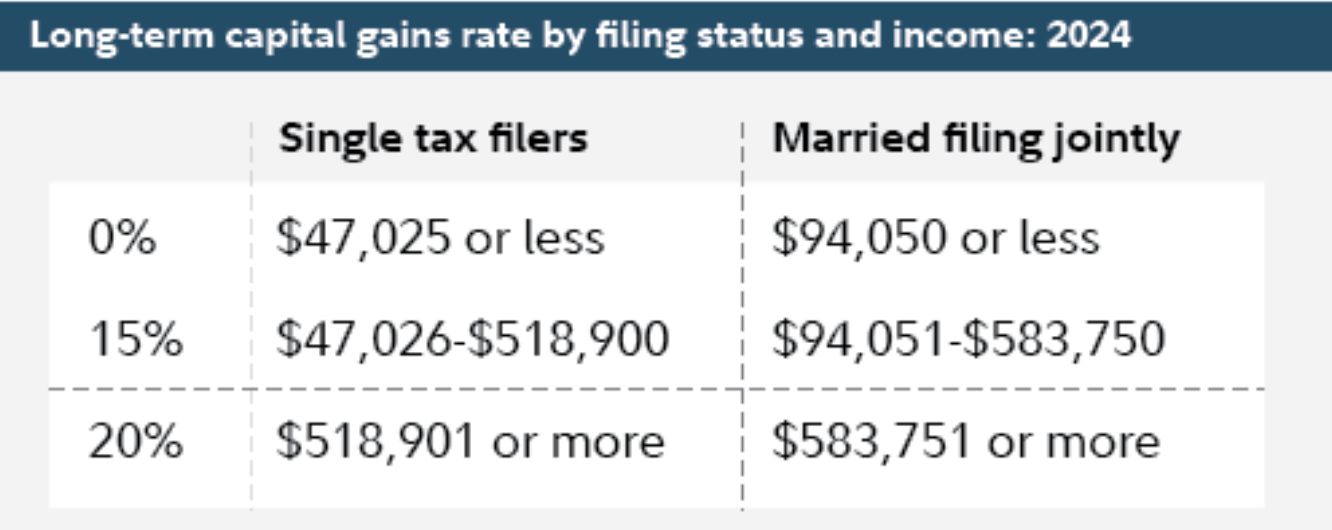 Long-term capital gains rate by filing status and income: 2024
Single tax filers Married filing jointly
0% $47,025 or less $94,050 or less
15% $47,026-$518,900 $94,051-$583,750
20% $518,901 or more $583,751 or more